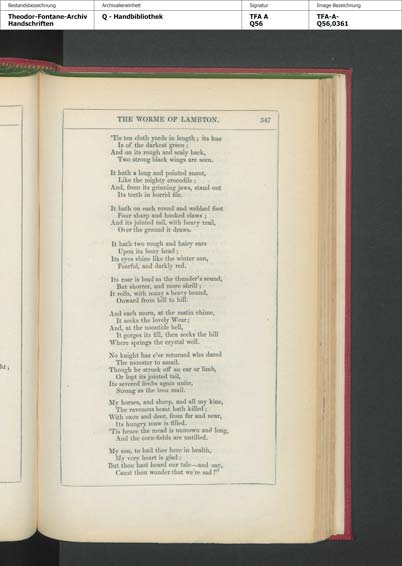 Bestandsbezeichnung
Theodor-Fontane-Archiv
Handschriften
Archivalieneinheit
Q - Handbibliothek
Signatur
TFA A
Q56
Image-Bezeichnung
TFA-A-
Q56,0361
THE WORME OF LAMBTON. 347
'Tis ten cloth yards in length; its hue
Is of the darkest green;
And on its rough and scaly back,
Two strong black wings are seen.
It hath a long and pointed snout,
Like the mighty crocodile;
And, from its grinning jaws, stand out
Its teeth in horrid file.
It hath on each round and webbed foot
Four sharp and hooked claws;
And its jointed tail, with heavy trail,
Over the ground it draws.
It hath two rough and hairy ears
Upon its bony head;
Its eyes shine like the winter sun,
Fearful, and darkly red.
Its roar is loud as the thunder's sound,
But shorter, and more shrill;
It rolls, with many a heavy bound,
Onward from hill to hill.
And each morn, at the matin chime,
It seeks the lovely Wear;
And, at the noontide bell,
It gorges its fill, then seeks the hill
Where springs the crystal well.
No knight has e'er returned who dared
The monster to assail.
Though he struck off an ear or limb,
Or lopt its jointed tail,
Its severed limbs again unite,
Strong as the iron mail.
My horses, and sheep, and all my kine,
The ravenous beast hath killed;
With oxen and deer, from far and near,
Its hungry maw is filled.
'Tis hence the mead is unmown and long,
And the corn-fields are untilled.
My son, to hail thee here in health,
My very heart is glad;
But thou hast heard our tale—and say,
Canst thou wonder that we're sad?"